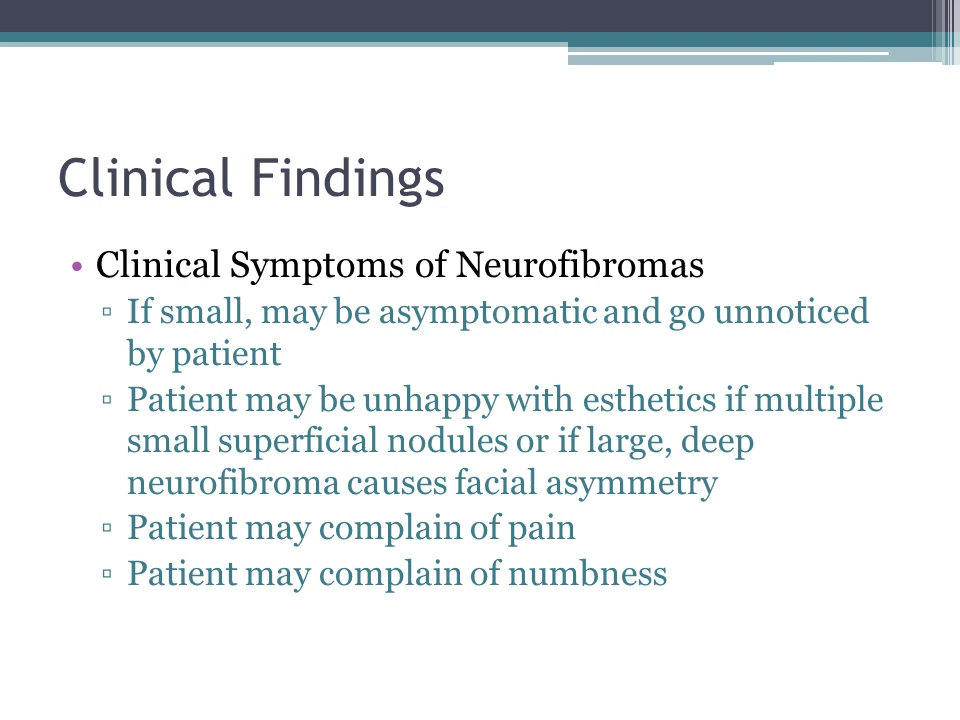 Clinical Findings
• Clinical Symptoms of Neurofibromas
▫ If small, may be asymptomatic and go unnoticed
by patient
▫ Patient may be unhappy with esthetics if multiple
small superficial nodules or if large, deep
neurofibroma causes facial asymmetry
▫ Patient may complain of pain
▫ Patient may complain of numbness